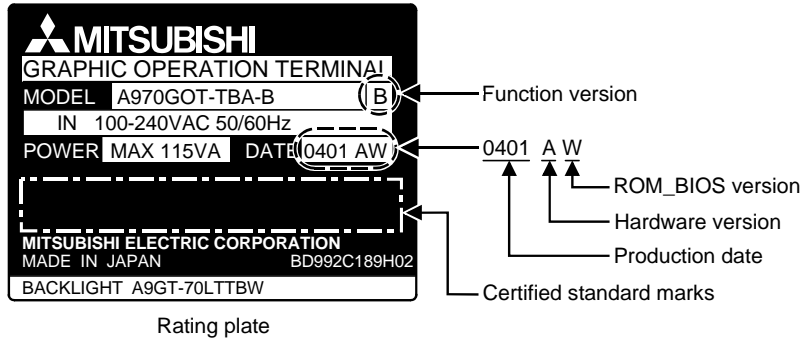 MITSUBISHI
GRAPHIC OPERATION TERMINAL
MODEL A970GOT-TBA-B B
IN 100-240VAC 50/60Hz
POWER MAX 115VA DATE 0401 AW
MITSUBISHI ELECTRIC CORPORATION
MADE IN JAPAN BD992C189H02
BACKLIGHT A9GT-70LTTBW
Rating plate
Function version
0401 A W
ROM_BIOS version
Hardware version
Production date
Certified standard marks